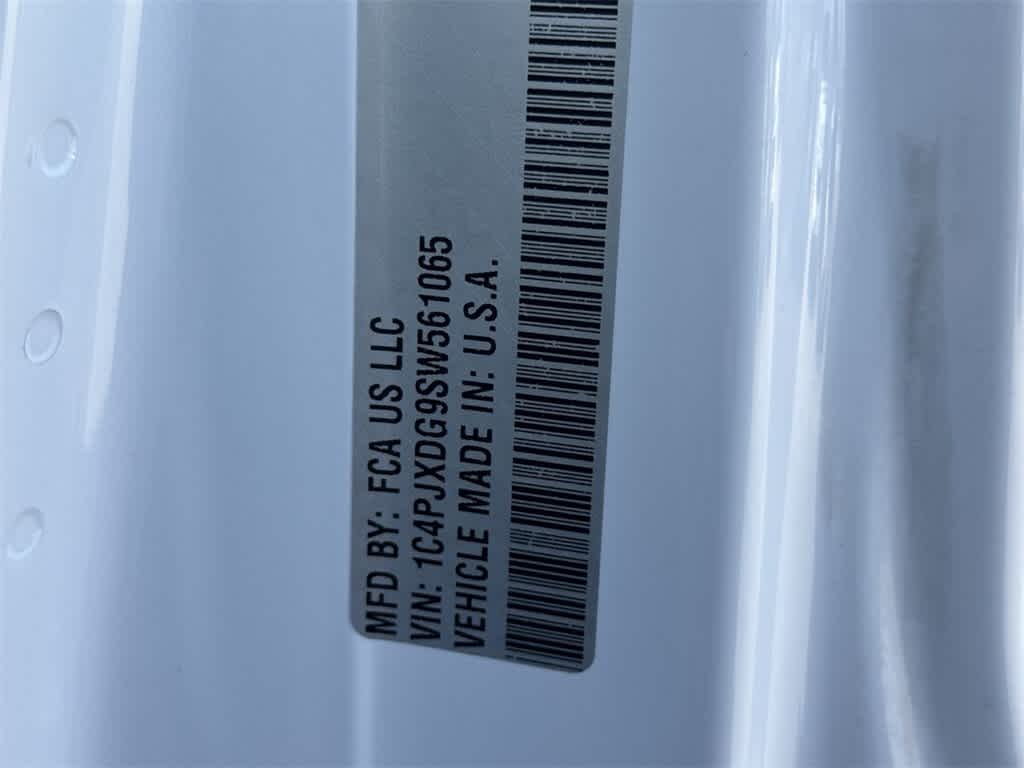 MFD BY: FCA US LLC
VIN: 1C4PJXDG9SW561065
VEHICLE MADE IN: U.S.A.